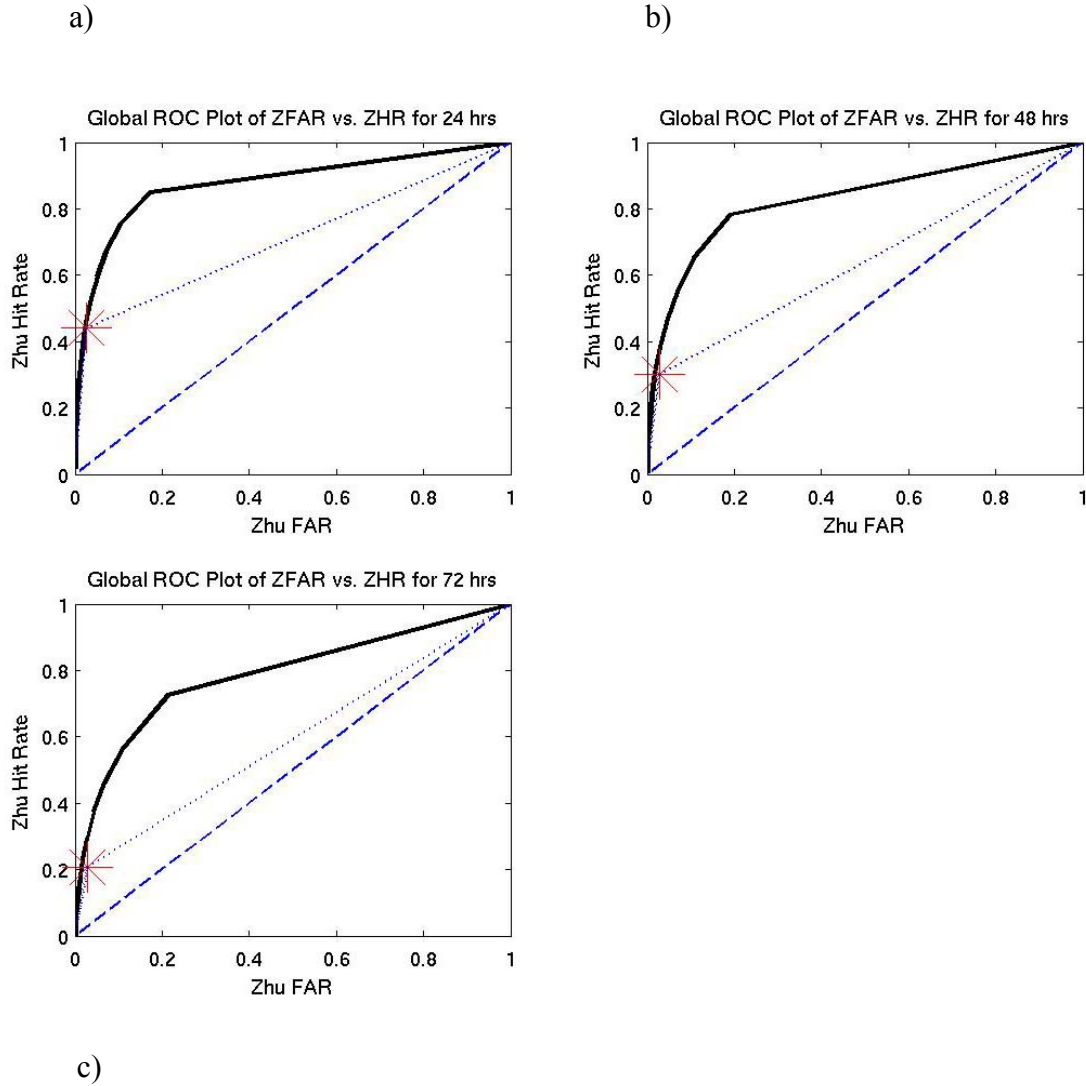 a)
b)
Global ROC Plot of ZFAR vs. ZHR for 24 hrs
1
0.8
0.6
0.4
0.2
0
Zhu Hit Rate
0 0.2 0.4 0.6 0.8 1
Zhu FAR
Global ROC Plot of ZFAR vs. ZHR for 48 hrs
1
0.8
0.6
0.4
0.2
0
Zhu Hit Rate
0 0.2 0.4 0.6 0.8 1
Zhu FAR
Global ROC Plot of ZFAR vs. ZHR for 72 hrs
1
0.8
0.6
0.4
0.2
0
Zhu Hit Rate
0 0.2 0.4 0.6 0.8 1
Zhu FAR
c)